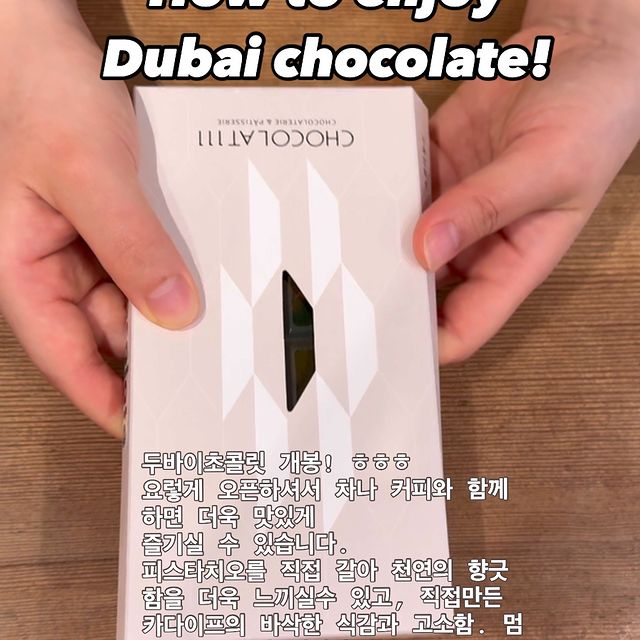 How to enjoy
Dubai chocolate!
CHOCOLAT111
CHOCOLATERIE & PÂTISSERIE
두바이초콜릿 개봉! ㅎㅎㅎ
요렇게 오픈하셔서 차나 커피와 함께
하면 더욱 맛있게
즐기실 수 있습니다.
피스타치오를 직접 갈아 천연의 향긋
함을 더욱 느끼실수 있고, 직접만든
카다이프의 바삭한 식감과 고소함. 멈